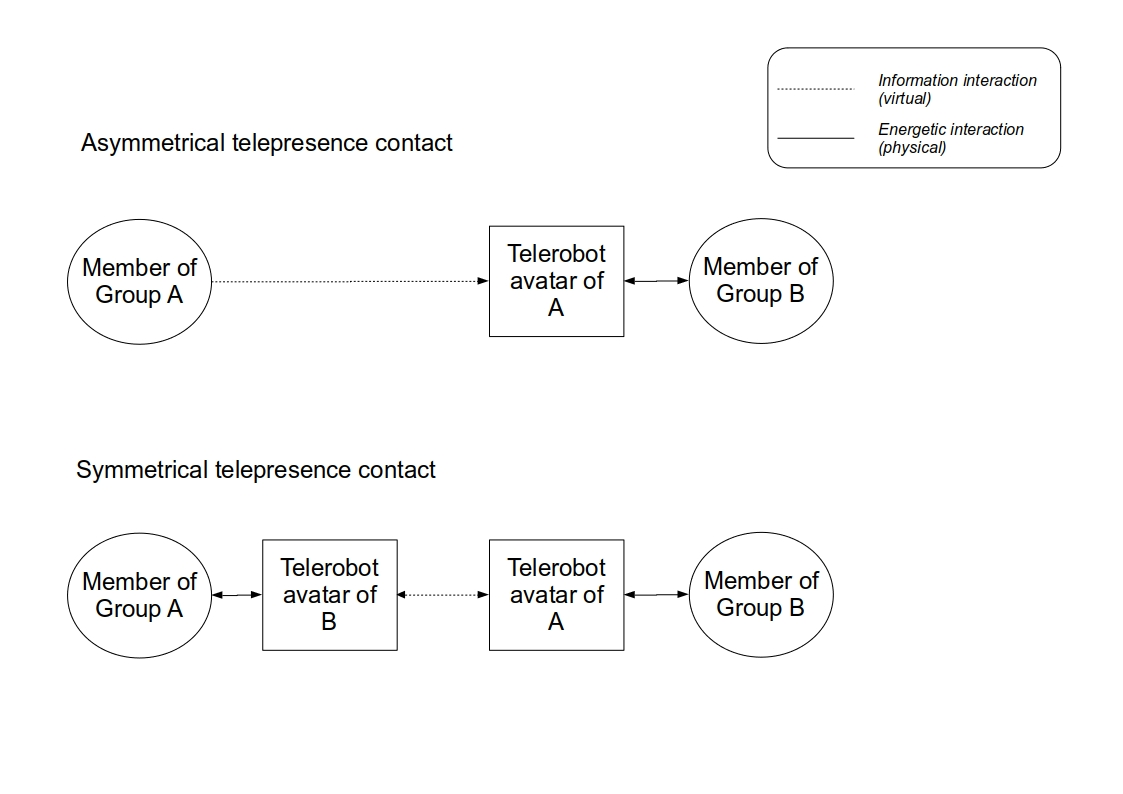 Information interaction
(virtual)
Energetic interaction
(physical)
Asymmetrical telepresence contact
Member of
Group A
Telerobot
avatar of
A
Member of
Group B
Symmetrical telepresence contact
Member of
Group A
Telerobot
avatar of
B
Telerobot
avatar of
A
Member of
Group B